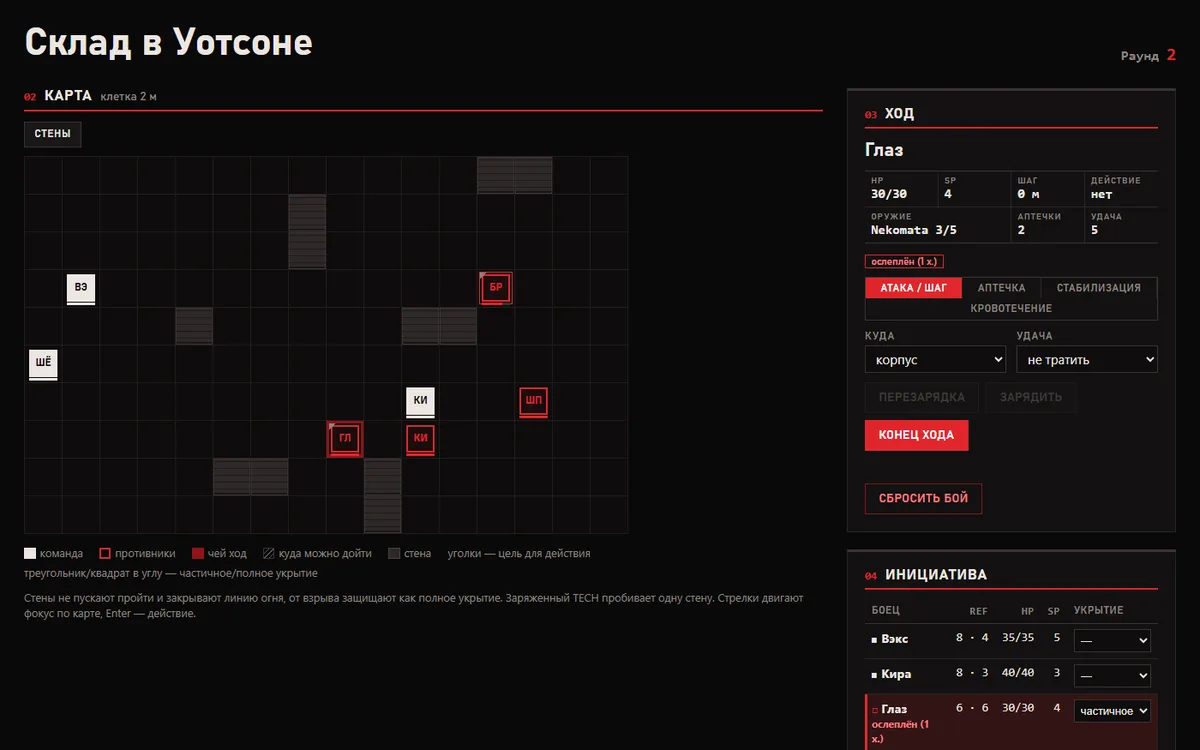 Склад в Уотсоне
Раунд 2
02 КАРТА клетка 2 м
СТЕНЫ
ВЭ
БР
ШЁ
КИ
ШП
ГЛ
КИ
команда противники чей ход куда можно дойти стена уголки — цель для действия
треугольник/квадрат в углу — частичное/полное укрытие
Стены не пускают пройти и закрывают линию огня, от взрыва защищают как полное укрытие. Заряженный TECH пробивает одну стену. Стрелки двигают
фокус по карте, Enter — действие.
03 ХОД
Глаз
HP SP ШАГ ДЕЙСТВИЕ
30/30 4 0 м нет
ОРУЖИЕ АПТЕЧКИ УДАЧА
Nekomata 3/5 2 5
ослеплён (1 х.)
АТАКА / ШАГ АПТЕЧКА СТАБИЛИЗАЦИЯ
КРОВОТЕЧЕНИЕ
КУДА УДАЧА
корпус не тратить
ПЕРЕЗАРЯДКА ЗАРЯДИТЬ
КОНЕЦ ХОДА
СБРОСИТЬ БОЙ
04 ИНИЦИАТИВА
БОЕЦ REF HP SP УКРЫТИЕ
Вэкс 8 · 4 35/35 5 —
Кира 8 · 3 40/40 3 —
Глаз 6 · 6 30/30 4 частичное
ослеплён (1
х.)